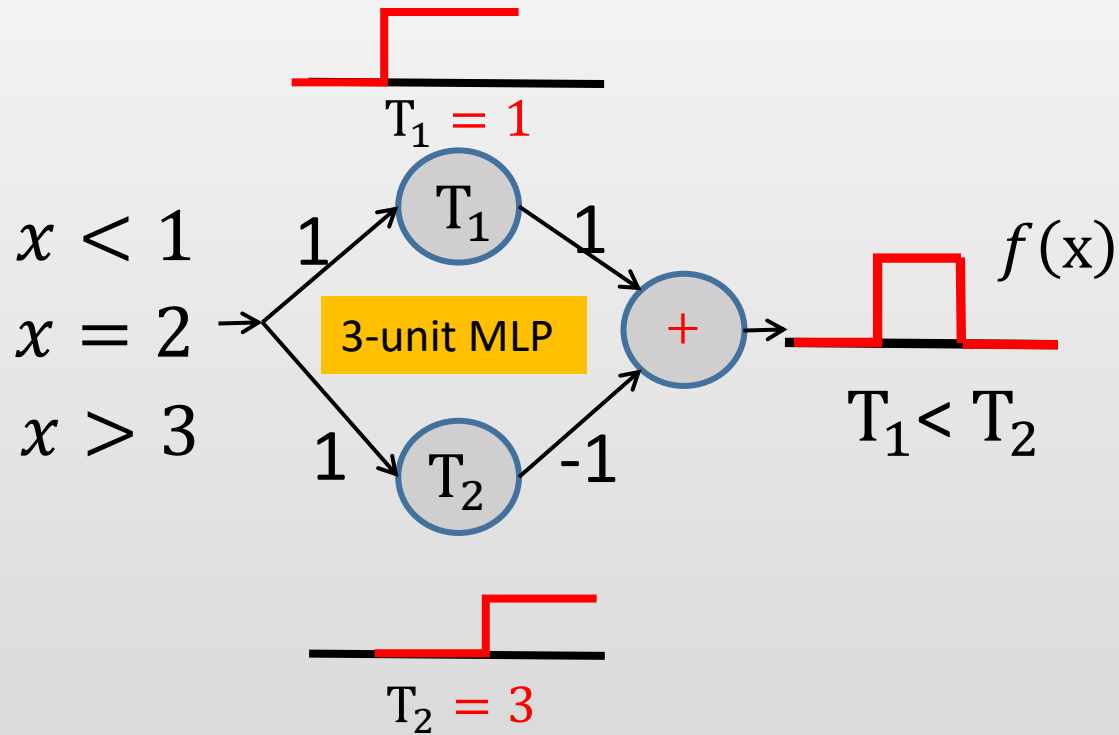 T₁ = 1
T₁
x < 1
1
1
f(x)
x = 2
3-unit MLP
+
T₁< T₂
x > 3
1
T₂
-1
T₂ = 3